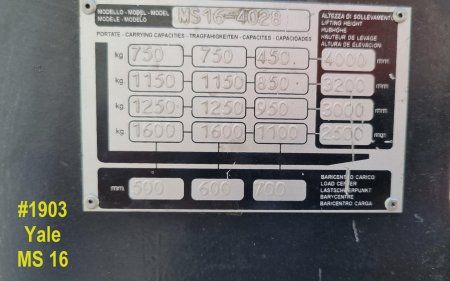 MODELLO - MODEL - MODELL
MODELE - MODELO
MS16-4028
ALTEZZA DI SOLLEVAMENTO
LIFTING HEIGHT
HUBHÖHE
HAUTEUR DE LEVAGE
ALTURA DE ELEVACION
PORTATE - CARRYING CAPACITIES - TRAGFAHIGKEITEN - CAPACITES - CAPACIDADES
kg 750 750 450 4000 mm
kg 1150 1150 850 3200 mm
kg 1250 1250 950 3000 mm
kg 1600 1600 1100 2500 mm
mm. 500 600 700
BARICENTRO CARICO
LOAD CENTER
LASTSCHWERPUNKT
BARYCENTRE
BARICENTRO CARGA
#1903
Yale
MS 16